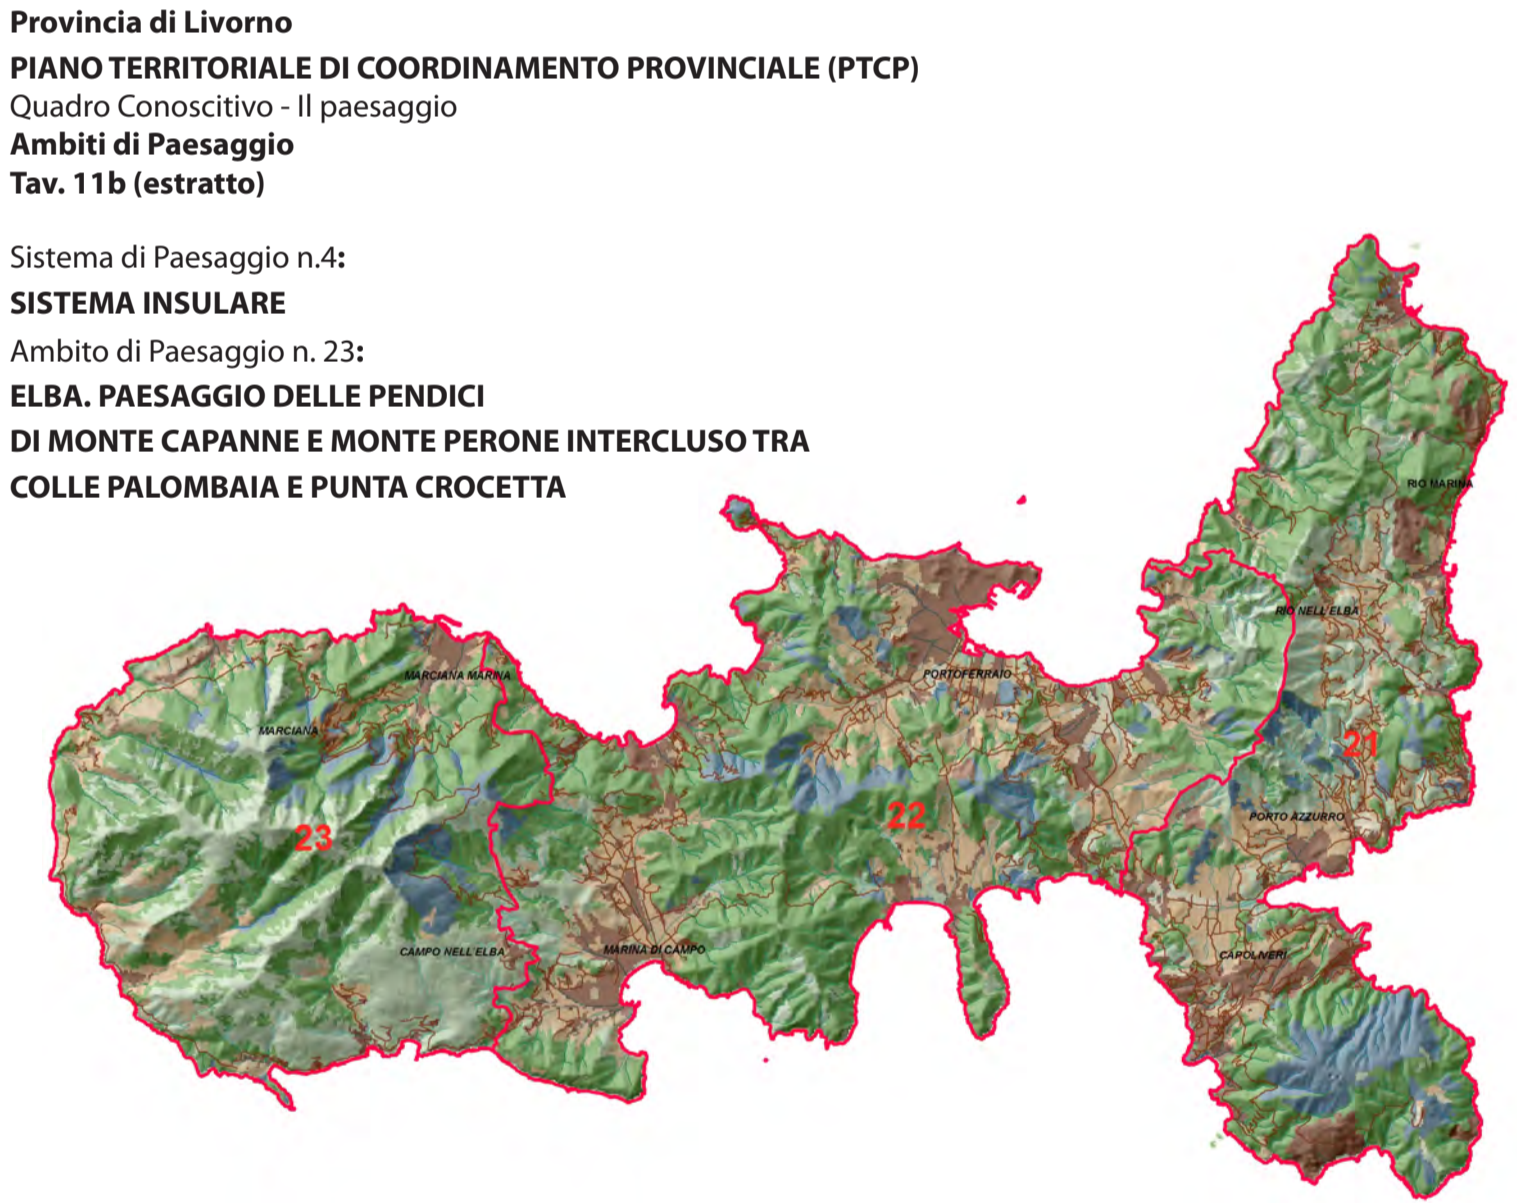 Provincia di Livorno
PIANO TERRITORIALE DI COORDINAMENTO PROVINCIALE (PTCP)
Quadro Conoscitivo - Il paesaggio
Ambiti di Paesaggio
Tav. 11b (estratto)
Sistema di Paesaggio n.4:
SISTEMA INSULARE
Ambito di Paesaggio n. 23:
ELBA. PAESAGGIO DELLE PENDICI
DI MONTE CAPANNE E MONTE PERONE INTERCLUSO TRA
COLLE PALOMBAIA E PUNTA CROCETTA
RIO MARINA
RIO NELL'ELBA
MARCIANA MARINA
PORTOFERRAIO
MARCIANA
21
22
PORTO AZZURRO
23
CAMPO NELL'ELBA
MARINA DI CAMPO
CAPOLIVERI